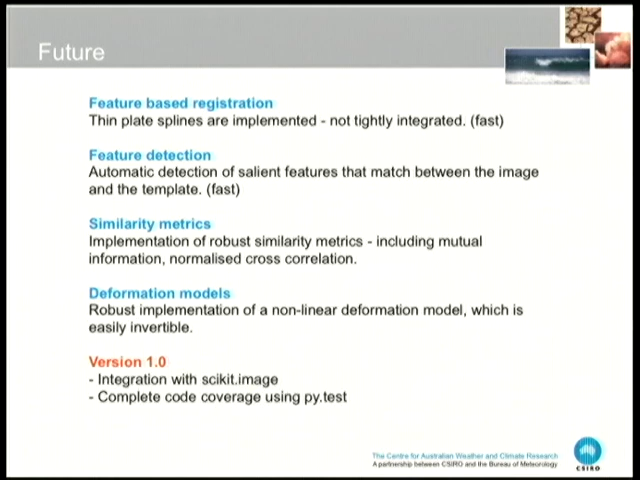 Future
Feature based registration
Thin plate splines are implemented - not tightly integrated. (fast)
Feature detection
Automatic detection of salient features that match between the image
and the template. (fast)
Similarity metrics
Implementation of robust similarity metrics - including mutual
information, normalised cross correlation.
Deformation models
Robust implementation of a non-linear deformation model, which is
easily invertible.
Version 1.0
- Integration with scikit.image
- Complete code coverage using py.test
The Centre for Australian Weather and Climate Research
A partnership between CSIRO and the Bureau of Meteorology
CSIRO